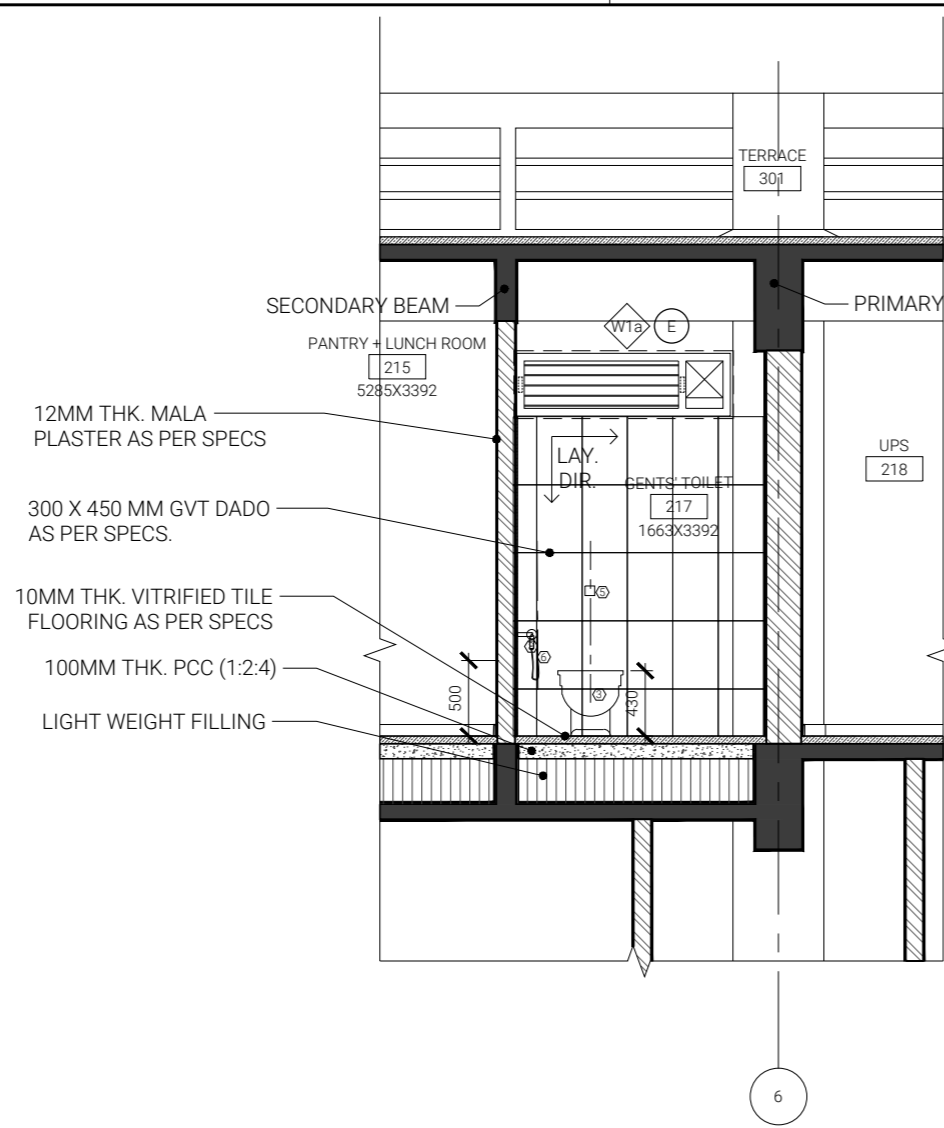 TERRACE
301
SECONDARY BEAM
PRIMARY
W1a
E
PANTRY + LUNCH ROOM
215
5285X3392
12MM THK. MALA
PLASTER AS PER SPECS
LAY.
DIR.
UPS
218
GENTS' TOILET
217
1663X3392
300 X 450 MM GVT DADO
AS PER SPECS.
5
10MM THK. VITRIFIED TILE
FLOORING AS PER SPECS
6
100MM THK. PCC (1:2:4)
3
500
430
LIGHT WEIGHT FILLING
6